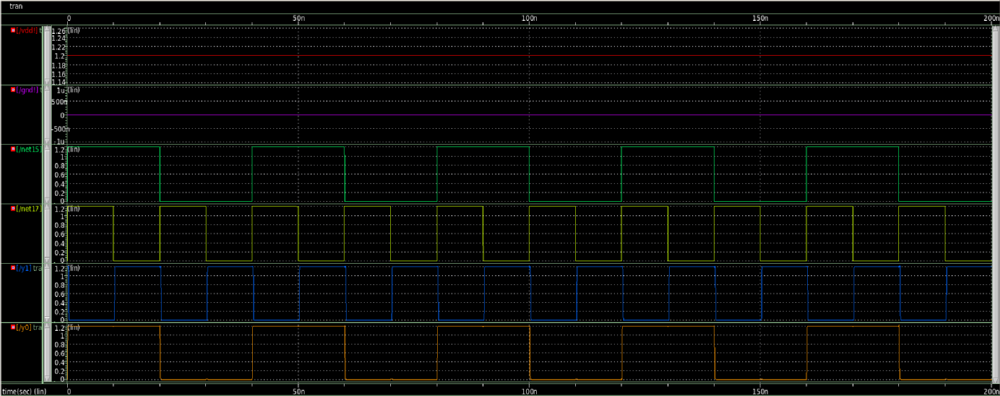 tran
0 50n 100n 150n 200n
[/vdd!] t 1.26 (lin)
1.24
1.22
1.2
1.18
1.16
1.14
[/gnd!] t 1u (lin)
500n
0
-500n
-1u
[/net15] 1.2 (lin)
1
0.8
0.6
0.4
0.2
0
[/net17] 1.2 (lin)
1
0.8
0.6
0.4
0.2
0
[/y1] tra 1.2 (lin)
1
0.8
0.6
0.4
0.2
0
[/y0] tra 1.2 (lin)
1
0.8
0.6
0.4
0.2
0
time(sec) (lin) 0 50n 100n 150n 200n